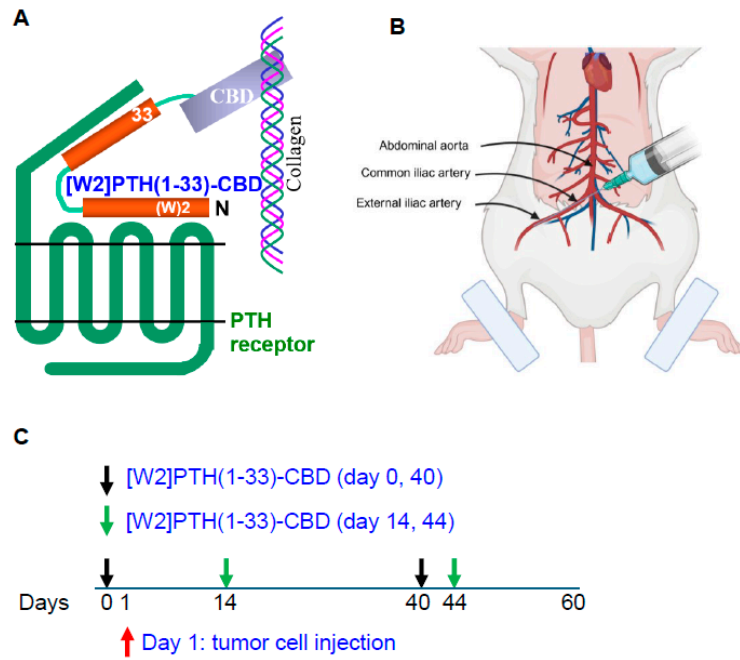 A
33
CBD
Collagen
[W2]PTH(1-33)-CBD
(W)2
N
PTH
receptor
B
Abdominal aorta
Common iliac artery
External iliac artery
C
[W2]PTH(1-33)-CBD (day 0, 40)
[W2]PTH(1-33)-CBD (day 14, 44)
Days 0 1 14 40 44 60
Day 1: tumor cell injection